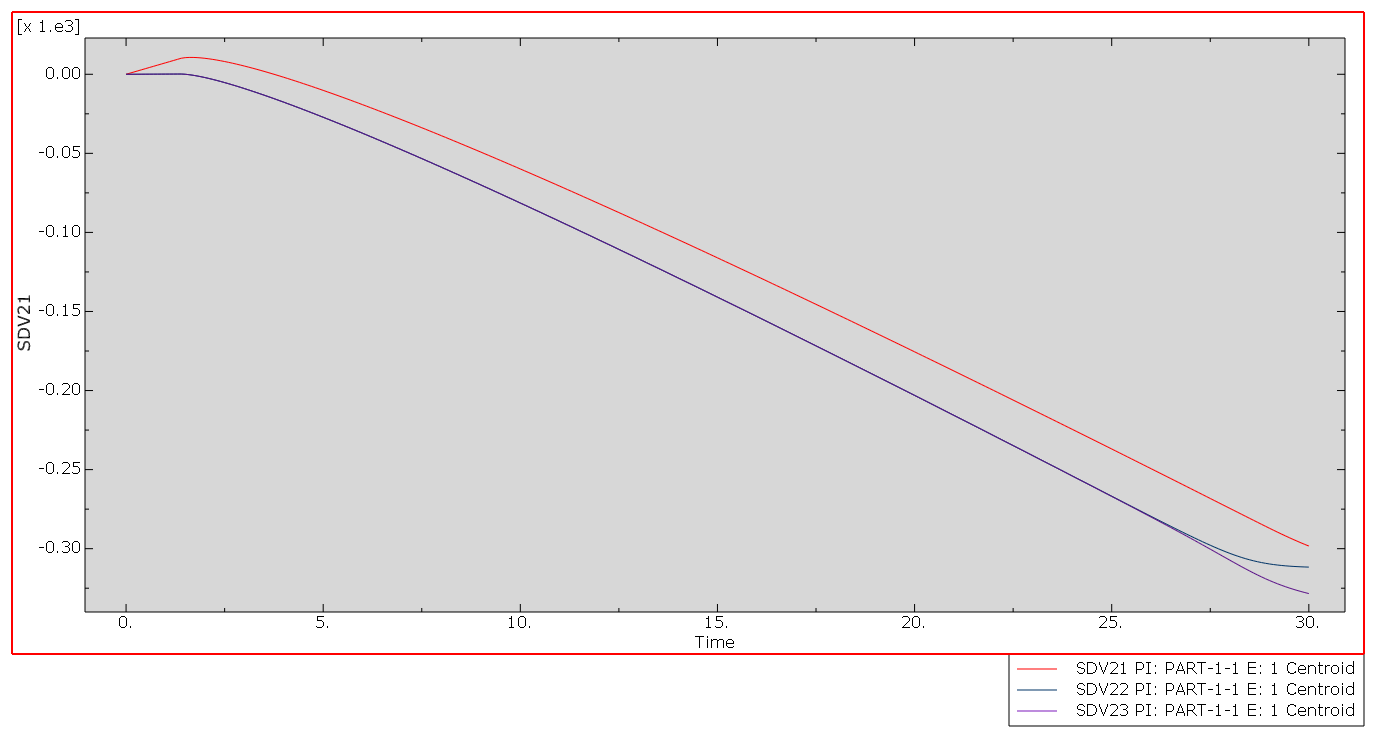 [x 1.e3]
0.00
-0.05
-0.10
-0.15
-0.20
-0.25
-0.30
SDV21
0. 5. 10. 15. 20. 25. 30.
Time
SDV21 PI: PART-1-1 E: 1 Centroid
SDV22 PI: PART-1-1 E: 1 Centroid
SDV23 PI: PART-1-1 E: 1 Centroid